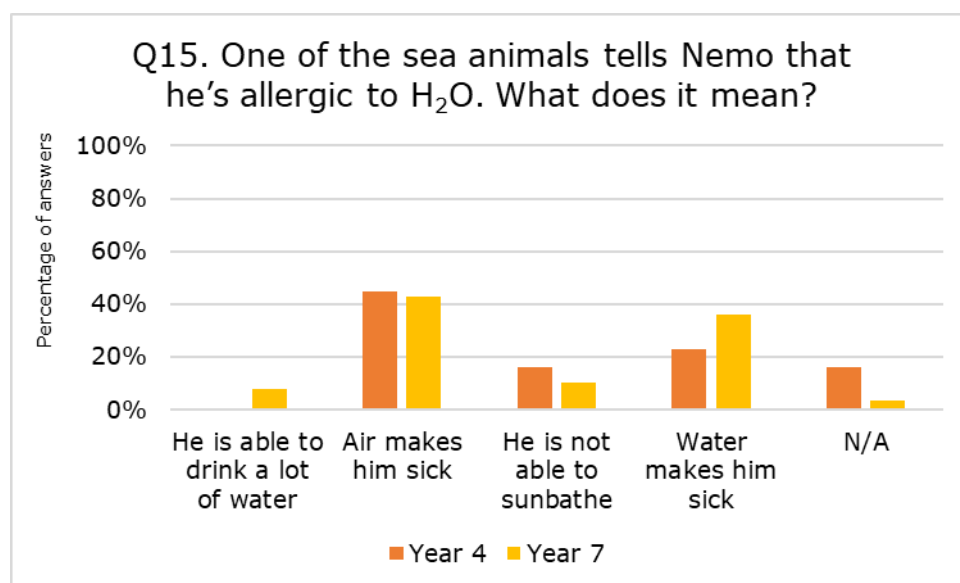 Q15. One of the sea animals tells Nemo that
he's allergic to H₂O. What does it mean?
Percentage of answers
100%
80%
60%
40%
20%
0%
He is able to
drink a lot
of water
Air makes
him sick
He is not
able to
sunbathe
Water
makes him
sick
N/A
Year 4
Year 7